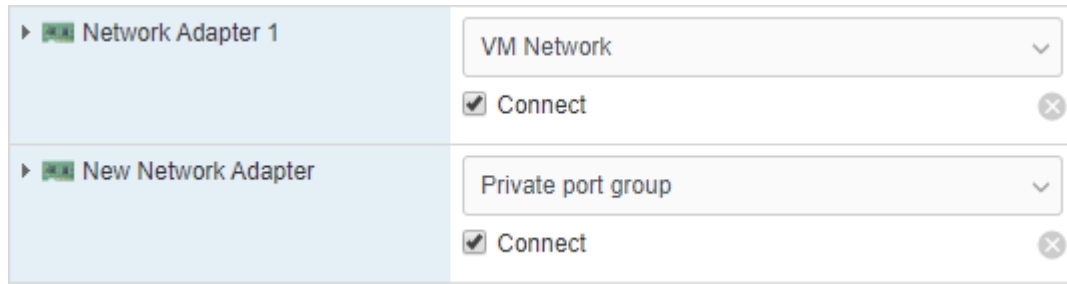 Network Adapter 1
VM Network
Connect
New Network Adapter
Private port group
Connect